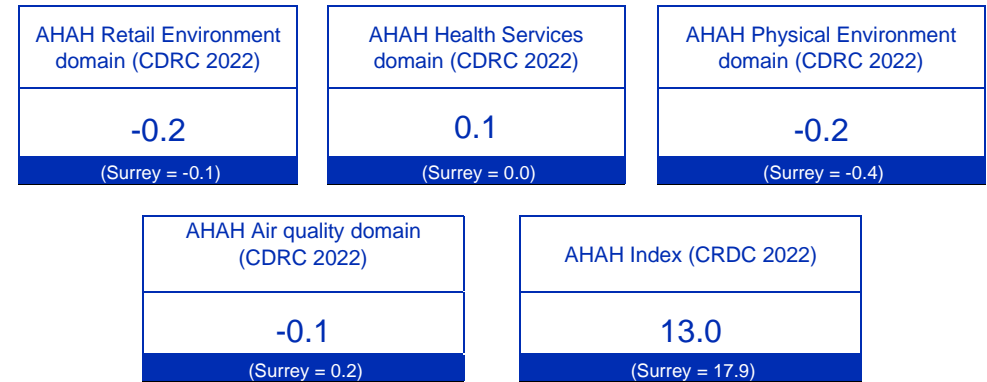 AHAH Retail Environment
domain (CDRC 2022)
-0.2
(Surrey = -0.1)
AHAH Health Services
domain (CDRC 2022)
0.1
(Surrey = 0.0)
AHAH Physical Environment
domain (CDRC 2022)
-0.2
(Surrey = -0.4)
AHAH Air quality domain
(CDRC 2022)
-0.1
(Surrey = 0.2)
AHAH Index (CRDC 2022)
13.0
(Surrey = 17.9)